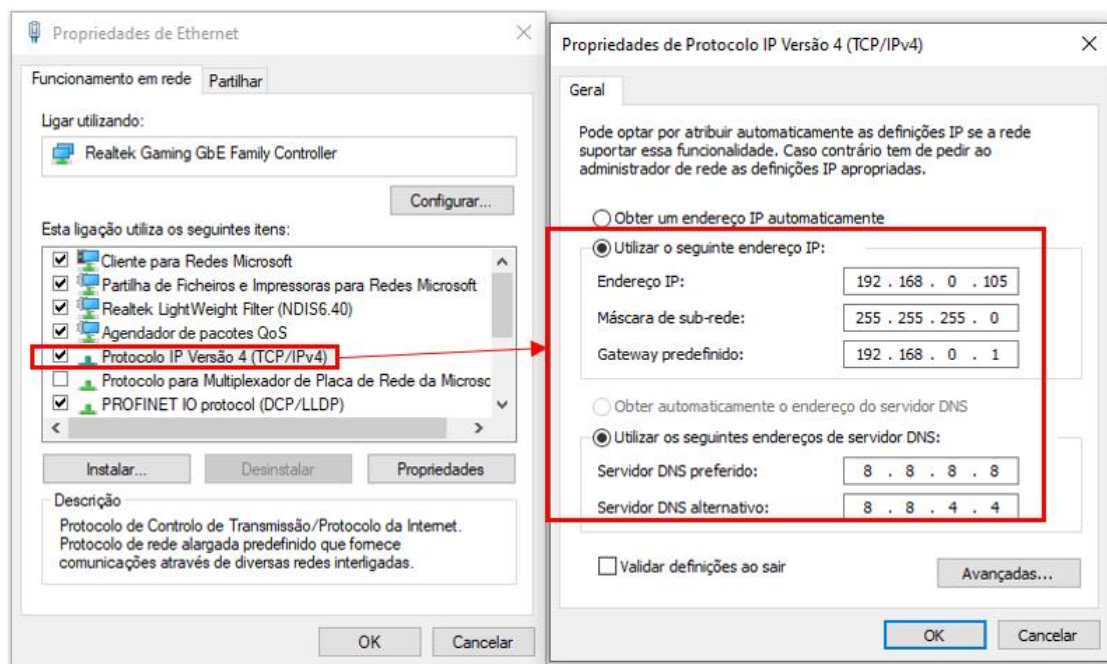 Propriedades de Ethernet
Funcionamento em rede Partilhar
Ligar utilizando:
Realtek Gaming GbE Family Controller
Configurar...
Esta ligação utiliza os seguintes itens:
Cliente para Redes Microsoft
Partilha de Ficheiros e Impressoras para Redes Microsoft
Realtek LightWeight Filter (NDIS6.40)
Agendador de pacotes QoS
Protocolo IP Versão 4 (TCP/IPv4)
Protocolo para Multiplexador de Placa de Rede da Microsc
PROFINET IO protocol (DCP/LLDP)
Instalar... Desinstalar Propriedades
Descrição
Protocolo de Controlo de Transmissão/Protocolo da Internet.
Protocolo de rede alargada predefinido que fornece
comunicações através de diversas redes interligadas.
OK Cancelar
Propriedades de Protocolo IP Versão 4 (TCP/IPv4)
Geral
Pode optar por atribuir automaticamente as definições IP se a rede
suportar essa funcionalidade. Caso contrário tem de pedir ao
administrador de rede as definições IP apropriadas.
Obter um endereço IP automaticamente
Utilizar o seguinte endereço IP:
Endereço IP: 192 . 168 . 0 . 105
Máscara de sub-rede: 255 . 255 . 255 . 0
Gateway predefinido: 192 . 168 . 0 . 1
Obter automaticamente o endereço do servidor DNS
Utilizar os seguintes endereços de servidor DNS:
Servidor DNS preferido: 8 . 8 . 8 . 8
Servidor DNS alternativo: 8 . 8 . 4 . 4
Validar definições ao sair
Avançadas...
OK Cancelar